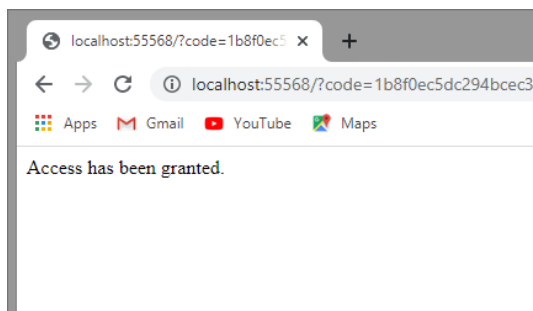 localhost:55568/?code=1b8f0ec5
localhost:55568/?code=1b8f0ec5dc294bcec3
Apps Gmail YouTube Maps
Access has been granted.